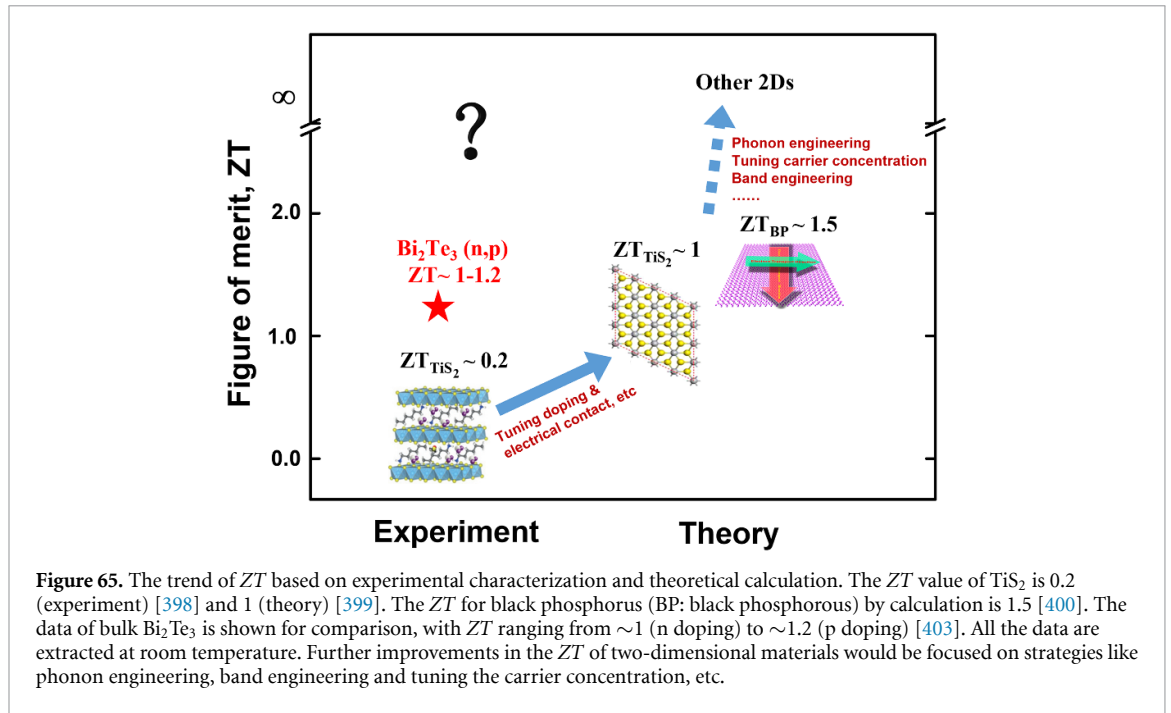 ∞
Other 2Ds
?
Phonon engineering
Tuning carrier concentration
Band engineering
......
Figure of merit, ZT
2.0
ZT_BP ~ 1.5
Bi₂Te₃ (n,p)
ZT~ 1-1.2
ZT_TiS₂ ~ 1
1.0
ZT_TiS₂ ~ 0.2
Tuning doping &
electrical contact, etc
0.0
Experiment
Theory
Figure 65. The trend of ZT based on experimental characterization and theoretical calculation. The ZT value of TiS₂ is 0.2
(experiment) [398] and 1 (theory) [399]. The ZT for black phosphorus (BP: black phosphorous) by calculation is 1.5 [400]. The
data of bulk Bi₂Te₃ is shown for comparison, with ZT ranging from ∼1 (n doping) to ∼1.2 (p doping) [403]. All the data are
extracted at room temperature. Further improvements in the ZT of two-dimensional materials would be focused on strategies like
phonon engineering, band engineering and tuning the carrier concentration, etc.